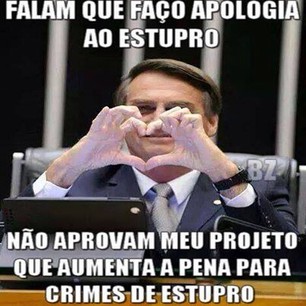 FALAM QUE FAÇO APOLOGIA
AO ESTUPRO
BZ
NÃO APROVAM MEU PROJETO
QUE AUMENTA A PENA PARA
CRIMES DE ESTUPRO